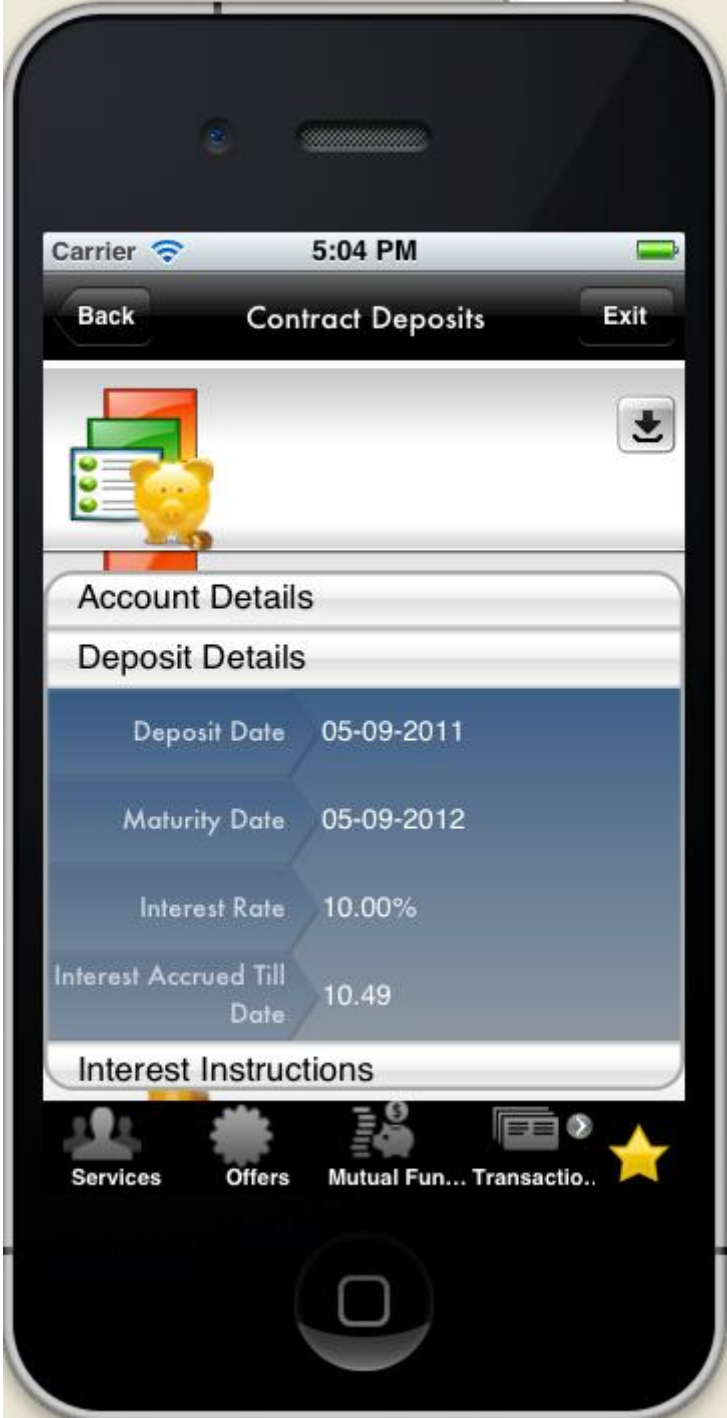 Carrier 5:04 PM
Back Contract Deposits Exit
Account Details
Deposit Details
Deposit Date 05-09-2011
Maturity Date 05-09-2012
Interest Rate 10.00%
Interest Accrued Till
Date 10.49
Interest Instructions
Services Offers Mutual Fun... Transactio..